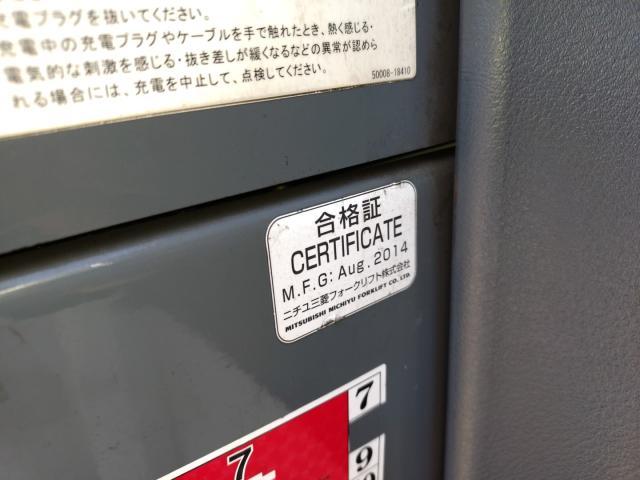 充電プラグを抜いてください。
充電中の充電プラグやケーブルを手で触れたとき、熱く感じる・
電気的な刺激を感じる・抜き差しが緩くなるなどの異常が認めら
れる場合には、充電を中止して、点検してください。
50008-18410
合格証
CERTIFICATE
M.F.G: Aug. 2014
ニチユ三菱フォークリフト株式会社
MITSUBISHI NICHIYU FORKLIFT CO. LTD.
7
7
9
9